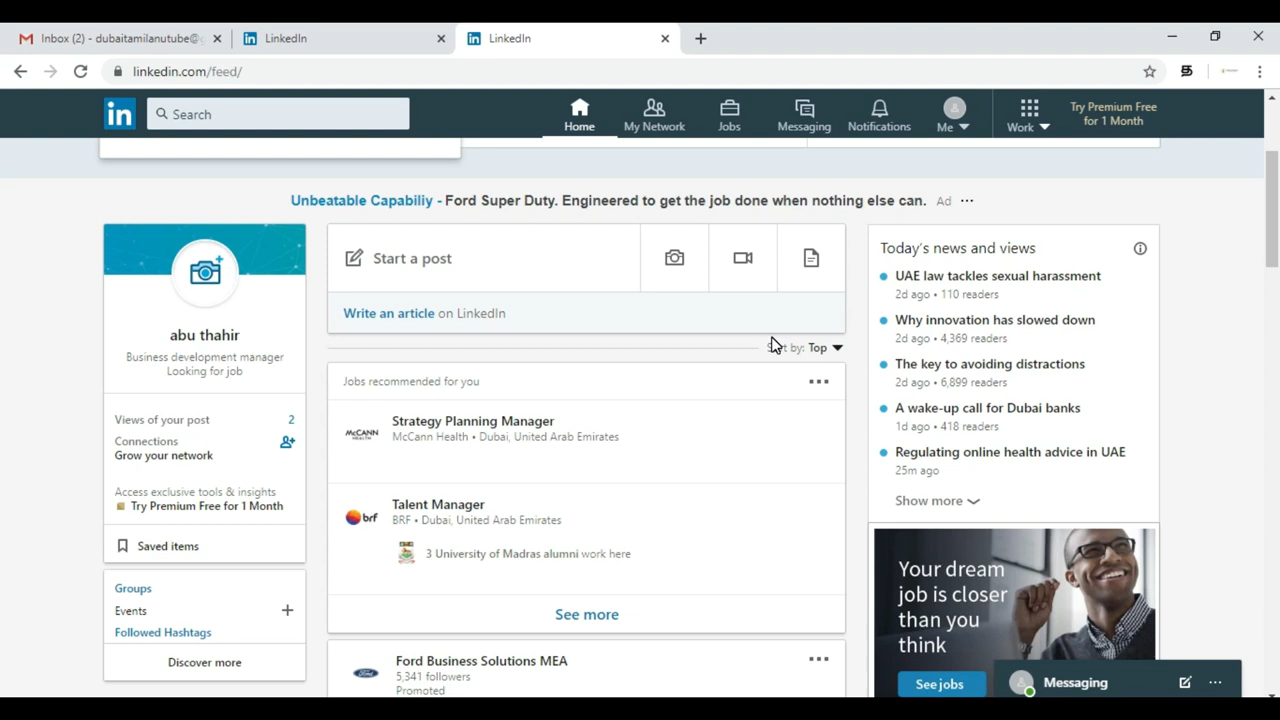 Inbox (2) - dubaitamilanutube@
LinkedIn
LinkedIn
linkedin.com/feed/
in
Search
Home
My Network
Jobs
Messaging
Notifications
Me
Work
Try Premium Free
for 1 Month
Unbeatable Capabiliy - Ford Super Duty. Engineered to get the job done when nothing else can. Ad
abu thahir
Business development manager
Looking for job
Views of your post 2
Connections
Grow your network
Access exclusive tools & insights
Try Premium Free for 1 Month
Saved items
Groups
Events
Followed Hashtags
Discover more
Start a post
Write an article on LinkedIn
by: Top
Jobs recommended for you
McCANN
HEALTH
Strategy Planning Manager
McCann Health • Dubai, United Arab Emirates
brf
Talent Manager
BRF • Dubai, United Arab Emirates
3 University of Madras alumni work here
See more
Ford
Ford Business Solutions MEA
5,341 followers
Promoted
Today's news and views
UAE law tackles sexual harassment
2d ago • 110 readers
Why innovation has slowed down
2d ago • 4,369 readers
The key to avoiding distractions
2d ago • 6,899 readers
A wake-up call for Dubai banks
1d ago • 418 readers
Regulating online health advice in UAE
25m ago
Show more
Your dream
job is closer
than you
think
See jobs
Messaging